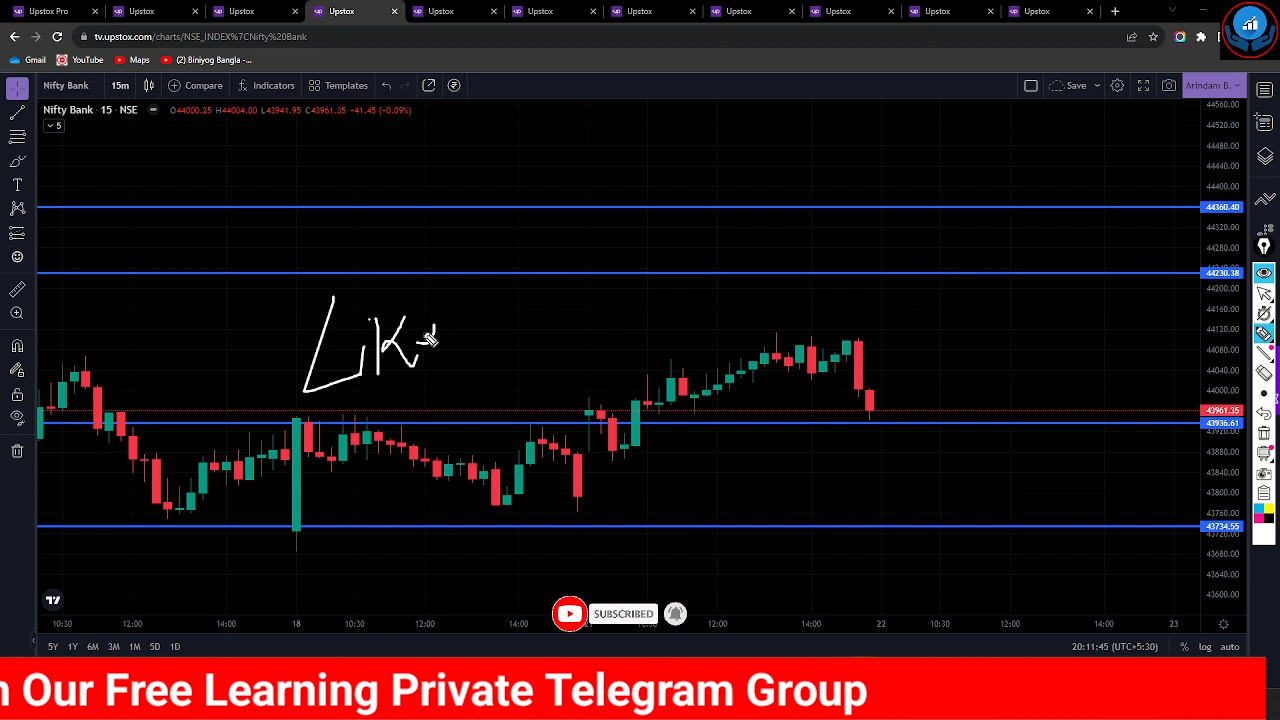 Upstox Pro
Upstox
Upstox
Upstox
Upstox
Upstox
Upstox
Upstox
Upstox
Upstox
Upstox
tv.upstox.com/charts/NSE_INDEX%7CNifty%20Bank
Gmail
YouTube
Maps
(2) Biniyog Bangla -...
Nifty Bank
15m
Compare
Indicators
Templates
Save
Arindam B.
Nifty Bank · 15 · NSE
O44000.25 H44004.00 L43941.95 C43961.35 -41.45 (-0.09%)
5
44560.00
44520.00
44480.00
44440.00
44400.00
44360.40
44320.00
44280.00
44230.38
44200.00
44160.00
44120.00
44080.00
44040.00
44000.00
43961.35
43936.61
43920.00
43880.00
43840.00
43800.00
43760.00
43734.55
43720.00
43680.00
43640.00
43600.00
LiK
SUBSCRIBED
10:30 12:00 14:00 18 10:30 12:00 14:00 12:00 14:00 22 10:30 12:00 14:00 23
5Y 1Y 6M 3M 1M 5D 1D
20:11:45 (UTC+5:30)
% log auto
Our Free Learning Private Telegram Group